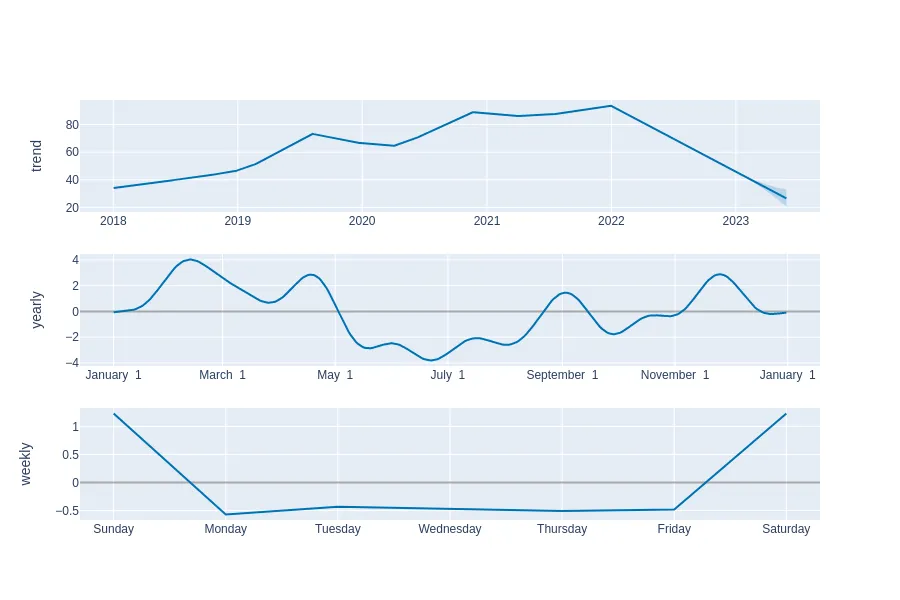 trend
80
60
40
20
2018 2019 2020 2021 2022 2023
yearly
4
2
0
−2
−4
January 1 March 1 May 1 July 1 September 1 November 1 January 1
weekly
1
0.5
0
−0.5
Sunday Monday Tuesday Wednesday Thursday Friday Saturday